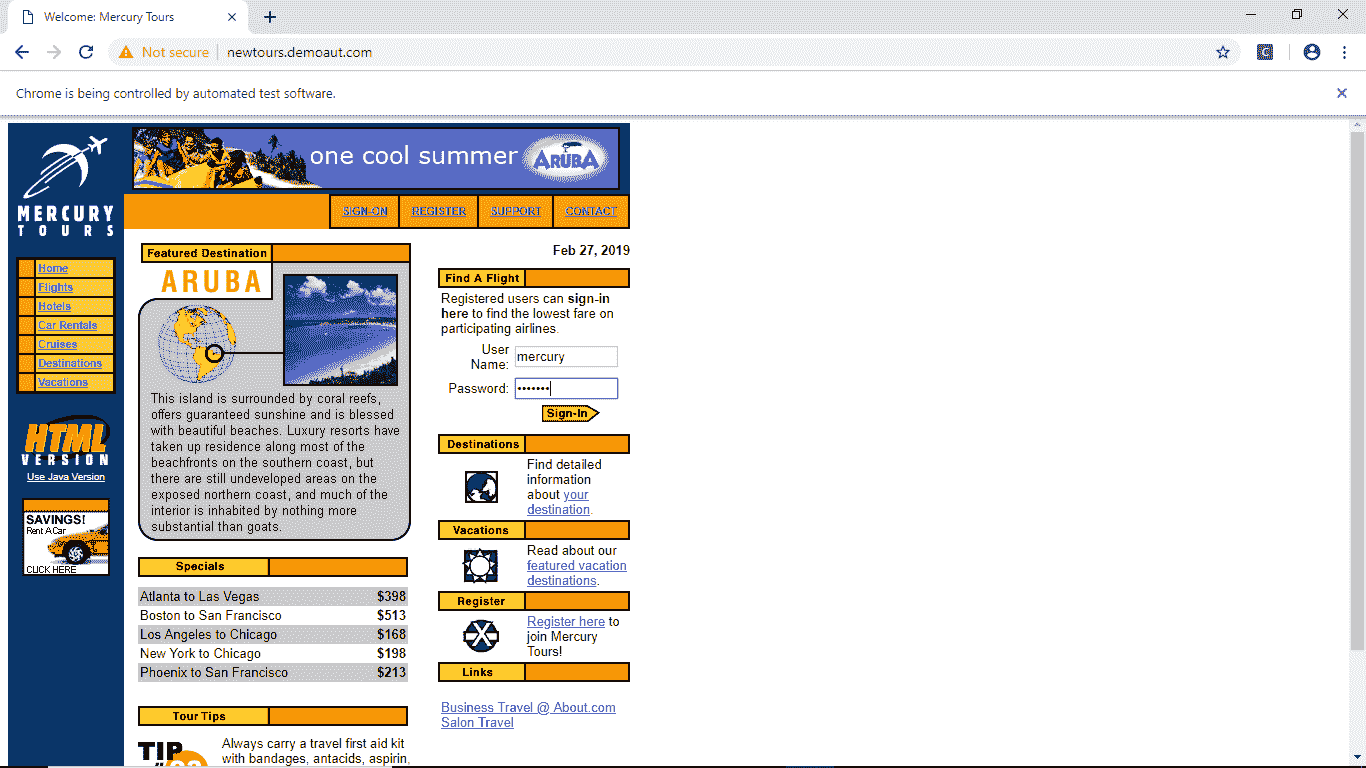 Welcome: Mercury Tours
Not secure
newtours.demoaut.com
Chrome is being controlled by automated test software.
MERCURY
TOURS
one cool summer
ARUBA
SIGN-ON
REGISTER
SUPPORT
CONTACT
Home
Flights
Hotels
Car Rentals
Cruises
Destinations
Vacations
HTML
VERSION
Use Java Version
SAVINGS!
Rent A Car
CLICK HERE
Featured Destination
ARUBA
This island is surrounded by coral reefs,
offers guaranteed sunshine and is blessed
with beautiful beaches. Luxury resorts have
taken up residence along most of the
beachfronts on the southern coast, but
there are still undeveloped areas on the
exposed northern coast, and much of the
interior is inhabited by nothing more
substantial than goats.
Specials
Atlanta to Las Vegas $398
Boston to San Francisco $513
Los Angeles to Chicago $168
New York to Chicago $198
Phoenix to San Francisco $213
Tour Tips
TIP
Always carry a travel first aid kit
with bandages, antacids, aspirin,
Feb 27, 2019
Find A Flight
Registered users can sign-in
here to find the lowest fare on
participating airlines.
User
Name:
mercury
Password: •••••••
Sign-In
Destinations
Find detailed
information
about your
destination.
Vacations
Read about our
featured vacation
destinations.
Register
Register here to
join Mercury
Tours!
Links
Business Travel @ About.com
Salon Travel